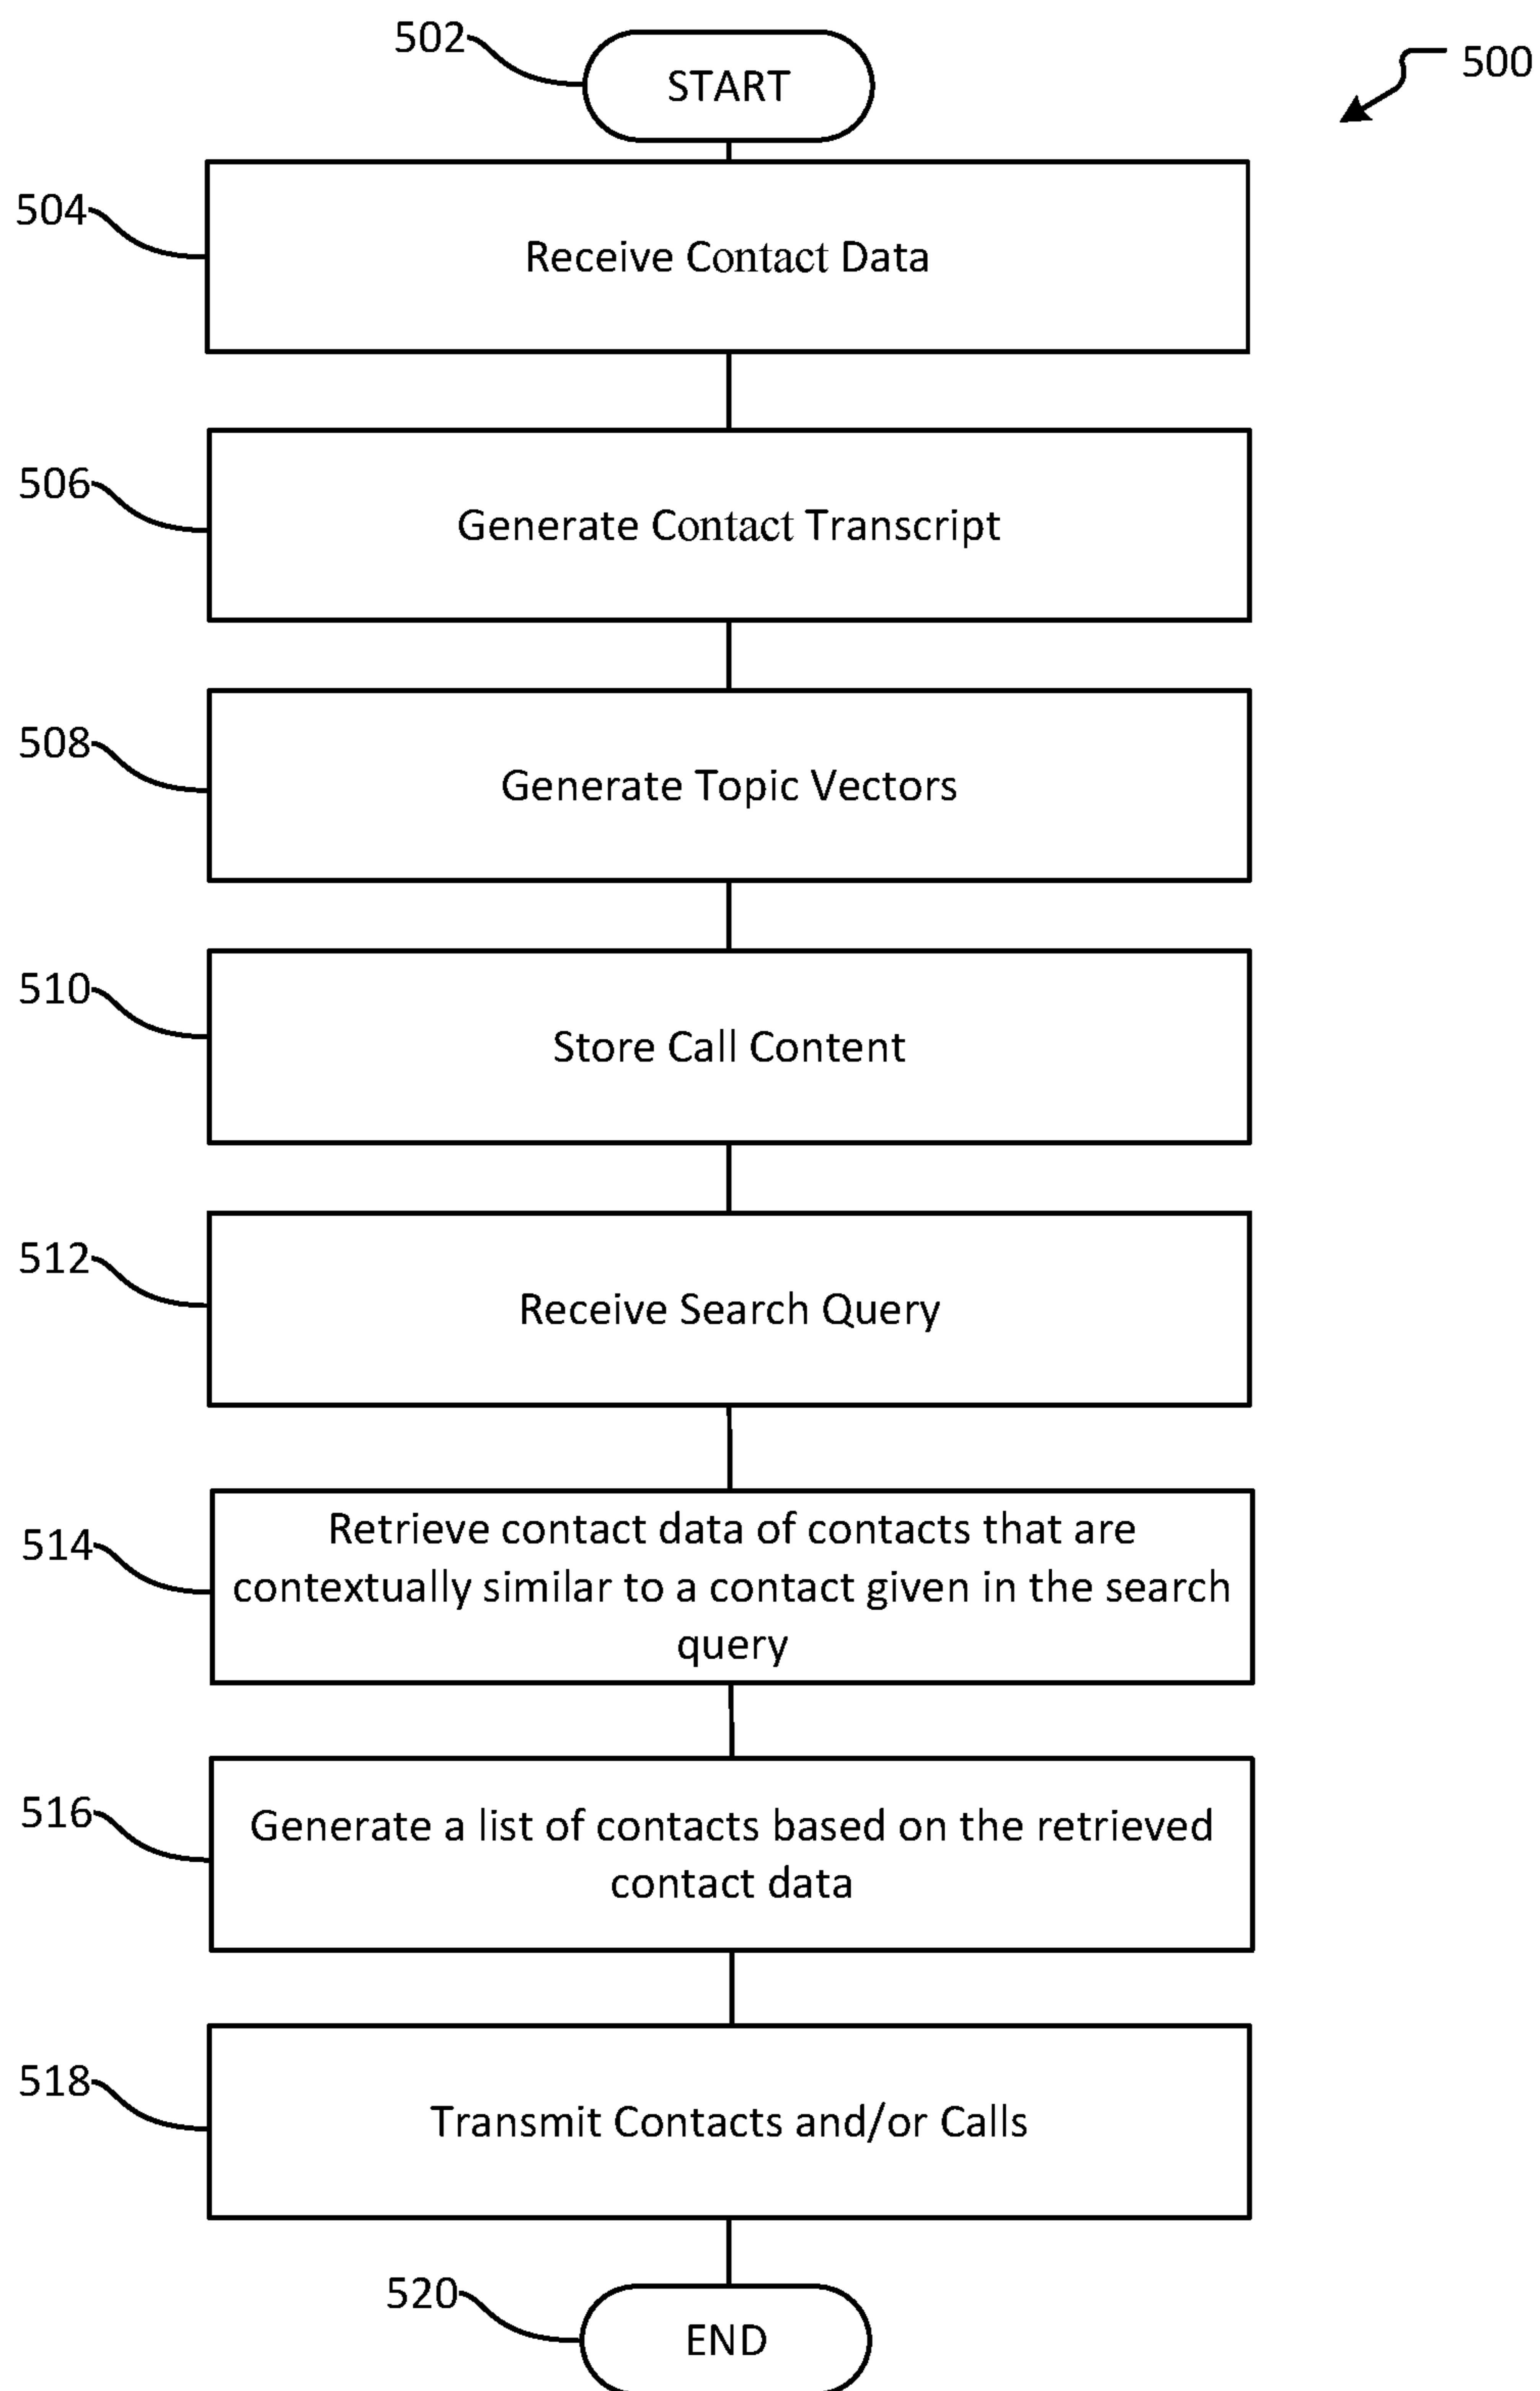 502
START
500
504
Receive Contact Data
506
Generate Contact Transcript
508
Generate Topic Vectors
510
Store Call Content
512
Receive Search Query
514
Retrieve contact data of contacts that are
contextually similar to a contact given in the search
query
516
Generate a list of contacts based on the retrieved
contact data
518
Transmit Contacts and/or Calls
520
END